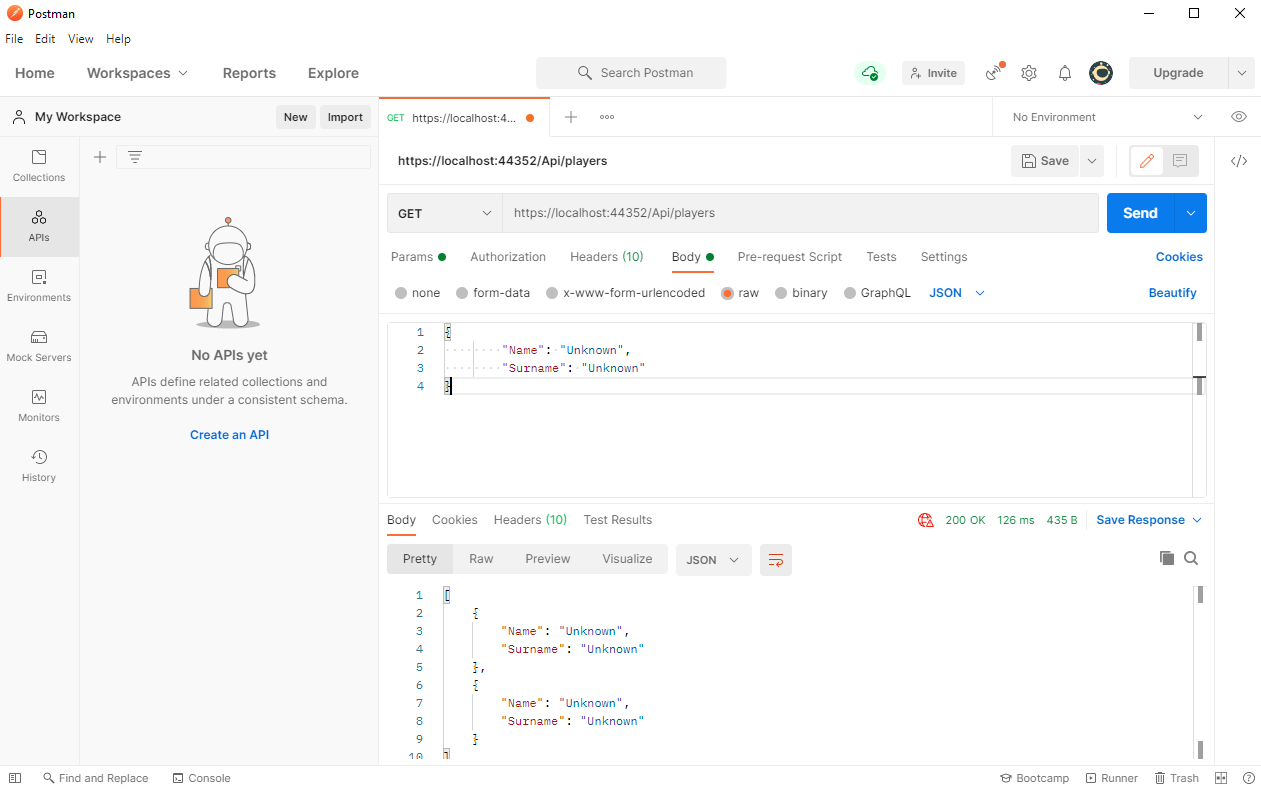 Postman
File Edit View Help
Home Workspaces Reports Explore Search Postman Invite Upgrade
My Workspace New Import GET https://localhost:4... No Environment
Collections
APIs
Environments
Mock Servers
Monitors
History
No APIs yet
APIs define related collections and
environments under a consistent schema.
Create an API
https://localhost:44352/Api/players Save
GET https://localhost:44352/Api/players Send
Params Authorization Headers (10) Body Pre-request Script Tests Settings Cookies
none form-data x-www-form-urlencoded raw binary GraphQL JSON Beautify
1 {
2 "Name": "Unknown",
3 "Surname": "Unknown"
4 }
Body Cookies Headers (10) Test Results 200 OK 126 ms 435 B Save Response
Pretty Raw Preview Visualize JSON
1 [
2 {
3 "Name": "Unknown",
4 "Surname": "Unknown"
5 },
6 {
7 "Name": "Unknown",
8 "Surname": "Unknown"
9 }
10 ]
Find and Replace Console Bootcamp Runner Trash